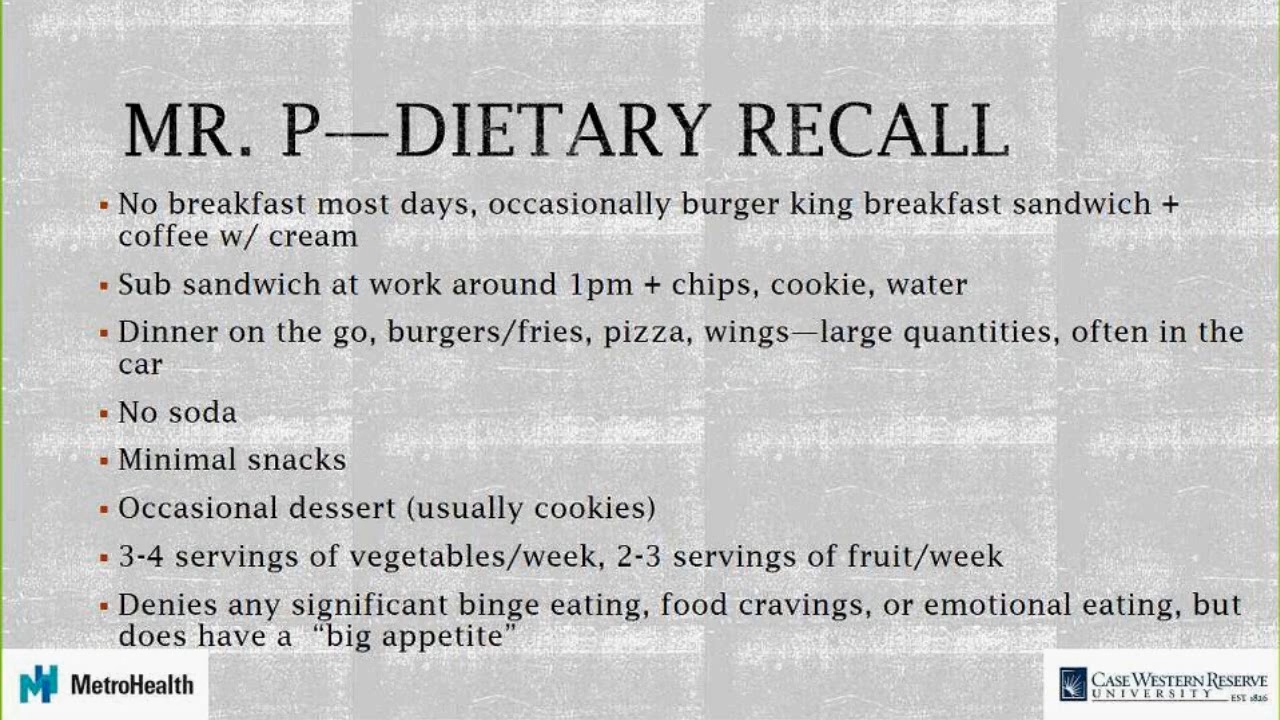 MR. P—DIETARY RECALL
▪ No breakfast most days, occasionally burger king breakfast sandwich +
coffee w/ cream
▪ Sub sandwich at work around 1pm + chips, cookie, water
▪ Dinner on the go, burgers/fries, pizza, wings—large quantities, often in the
car
▪ No soda
▪ Minimal snacks
▪ Occasional dessert (usually cookies)
▪ 3-4 servings of vegetables/week, 2-3 servings of fruit/week
▪ Denies any significant binge eating, food cravings, or emotional eating, but
does have a “big appetite”
MetroHealth
CASE WESTERN RESERVE
UNIVERSITY
EST 1826